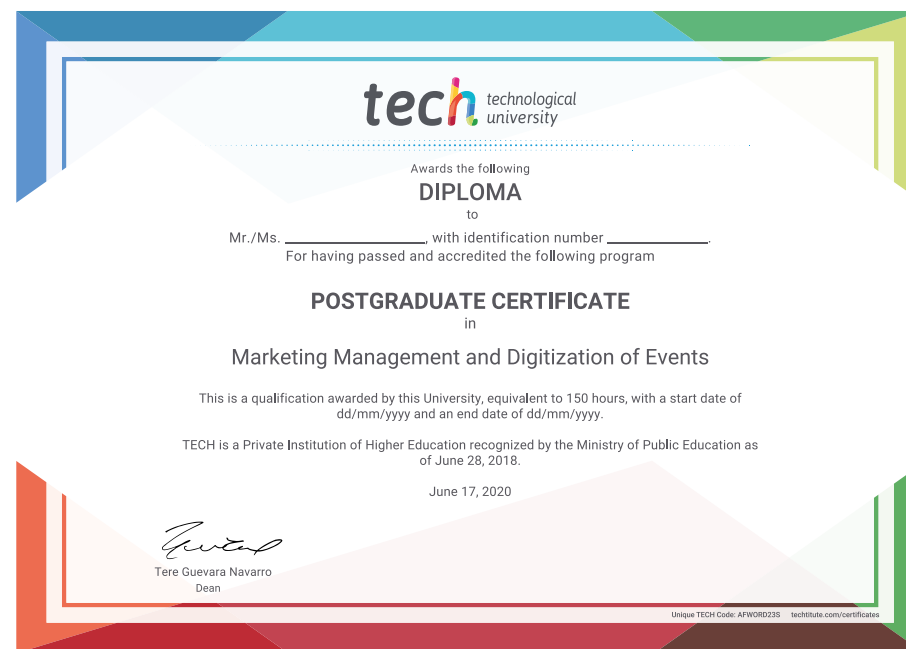 tech technological
university
Awards the following
DIPLOMA
to
Mr./Ms. ____________________, with identification number ______________.
For having passed and accredited the following program
POSTGRADUATE CERTIFICATE
in
Marketing Management and Digitization of Events
This is a qualification awarded by this University, equivalent to 150 hours, with a start date of
dd/mm/yyyy and an end date of dd/mm/yyyy.
TECH is a Private Institution of Higher Education recognized by the Ministry of Public Education as
of June 28, 2018.
June 17, 2020
Tere Guevara Navarro
Dean
Unique TECH Code: AFWORD23S techtitute.com/certificates